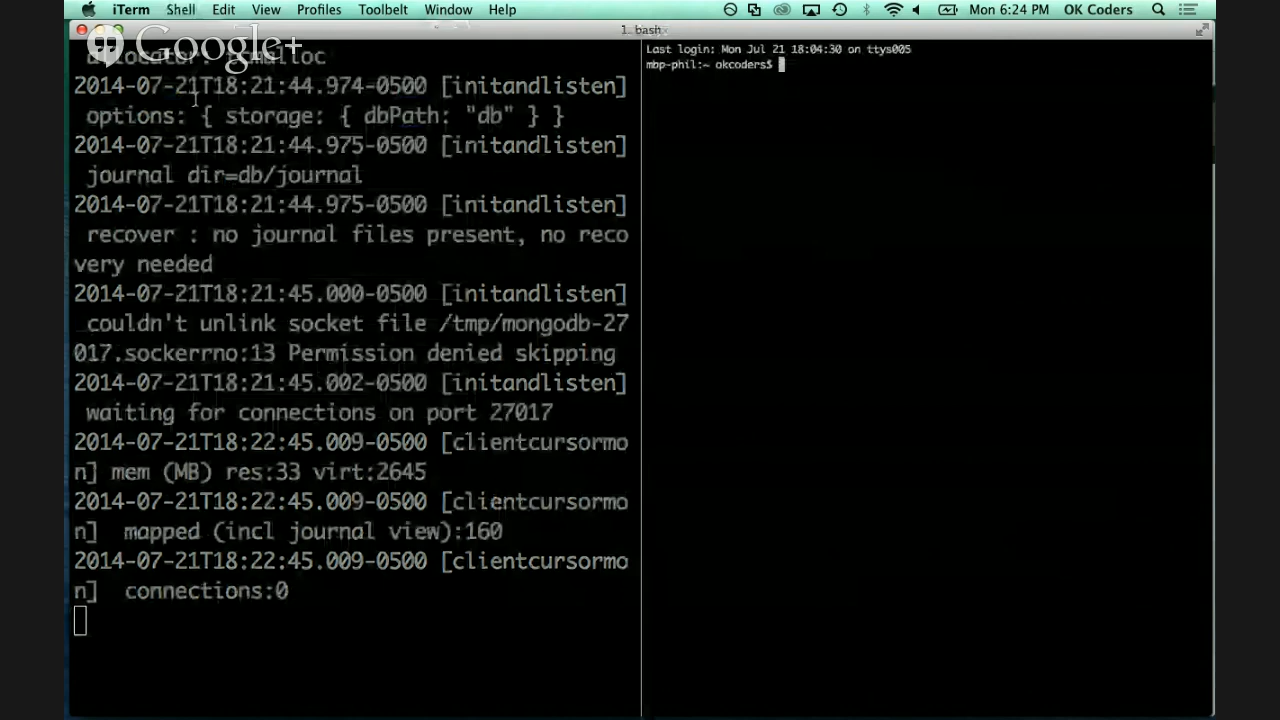 iTerm Shell Edit View Profiles Toolbelt Window Help Mon 6:24 PM OK Coders
1. bash
Google+
allocator:
2014-07-21T18:21:44.974-0500 [initandlisten]
options: { storage: { dbPath: "db" } }
2014-07-21T18:21:44.975-0500 [initandlisten]
journal dir=db/journal
2014-07-21T18:21:44.975-0500 [initandlisten]
recover : no journal files present, no reco
very needed
2014-07-21T18:21:45.000-0500 [initandlisten]
couldn't unlink socket file /tmp/mongodb-27
017.sockerrno:13 Permission denied skipping
2014-07-21T18:21:45.002-0500 [initandlisten]
waiting for connections on port 27017
2014-07-21T18:22:45.009-0500 [clientcursormo
n] mem (MB) res:33 virt:2645
2014-07-21T18:22:45.009-0500 [clientcursormo
n]  mapped (incl journal view):160
2014-07-21T18:22:45.009-0500 [clientcursormo
n]  connections:0
Last login: Mon Jul 21 18:04:30 on ttys005
mbp-phil:~ okcoders$